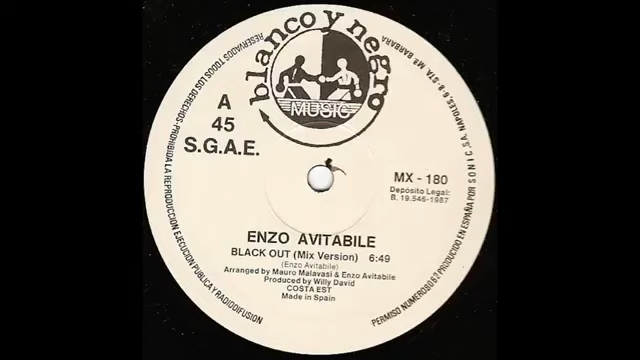 blanco y negro
MUSIC
A
45
S.G.A.E.
MX - 180
Depósito Legal:
B. 19.546-1987
ENZO AVITABILE
BLACK OUT (Mix Version) 6:49
(Enzo Avitabile)
Arranged by Mauro Malavasi & Enzo Avitabile
Produced by Willy David
COSTA EST
Made in Spain
RESERVADOS TODOS LOS DERECHOS-PROHIBIDA LA REPRODUCCION EJECUCION PUBLICA Y RADIODIFUSION
PERMISO NUMERO 8062 PRODUCIDO EN ESPAÑA POR SONIC S.A. NAPOLES, 6-8. STA. Mª. BARBARA